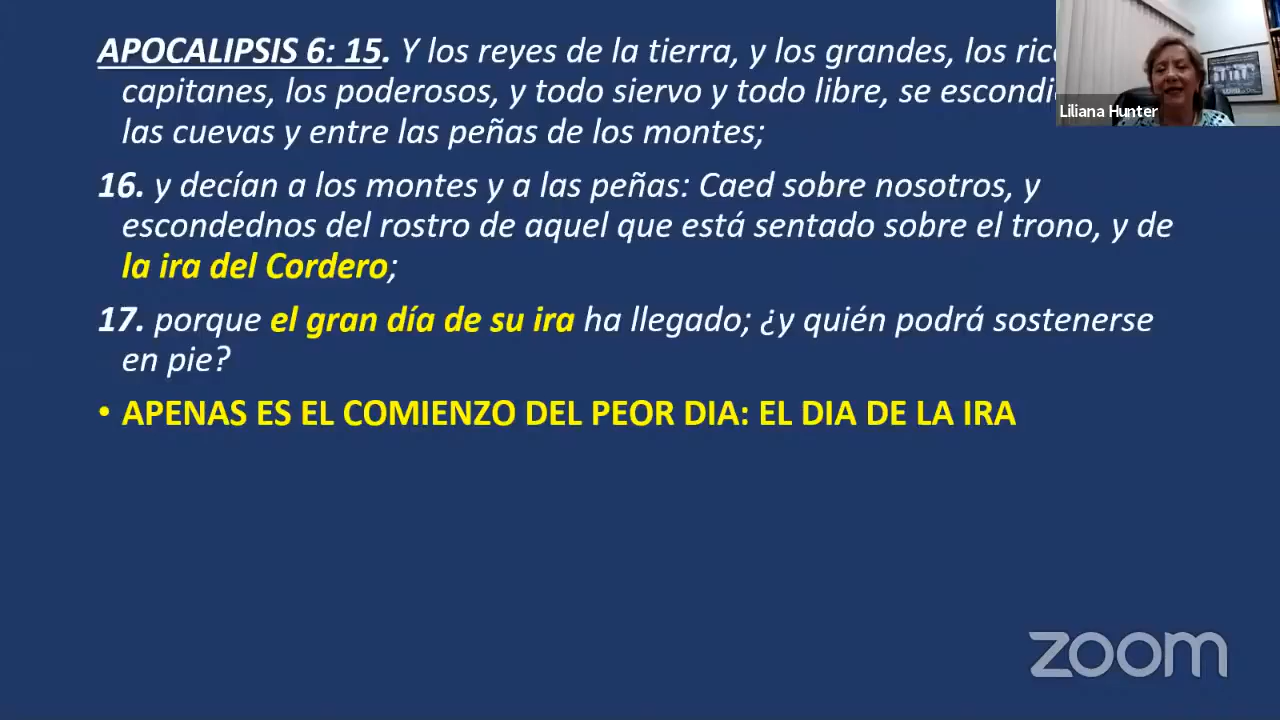 APOCALIPSIS 6: 15. Y los reyes de la tierra, y los grandes, los
capitanes, los poderosos, y todo siervo y todo libre, se
las cuevas y entre las peñas de los montes;
16. y decían a los montes y a las peñas: Caed sobre nosotros, y
escondednos del rostro de aquel que está sentado sobre el trono, y de
la ira del Cordero;
17. porque el gran día de su ira ha llegado; ¿y quién podrá sostenerse
en pie?
• APENAS ES EL COMIENZO DEL PEOR DIA: EL DIA DE LA IRA
Liliana Hunter
zoom